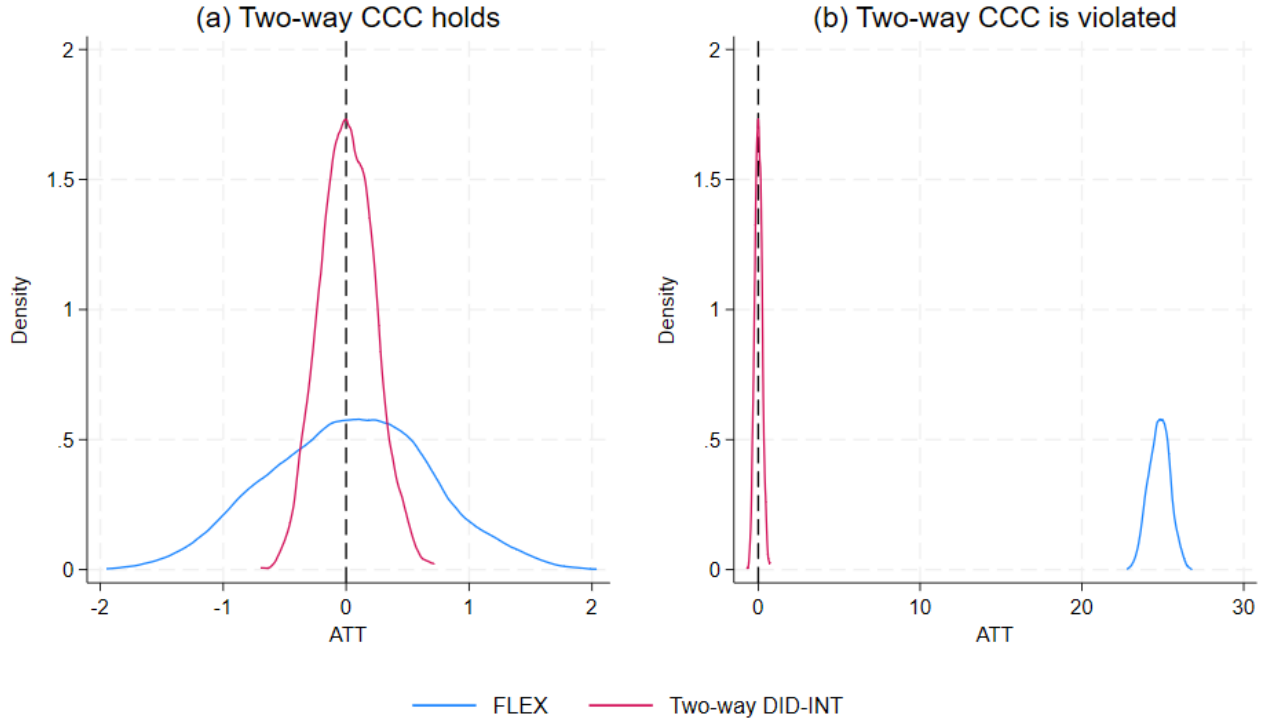 (a) Two-way CCC holds
2
1.5
1
.5
0
Density
-2 -1 0 1 2
ATT
(b) Two-way CCC is violated
2
1.5
1
.5
0
Density
0 10 20 30
ATT
FLEX Two-way DID-INT